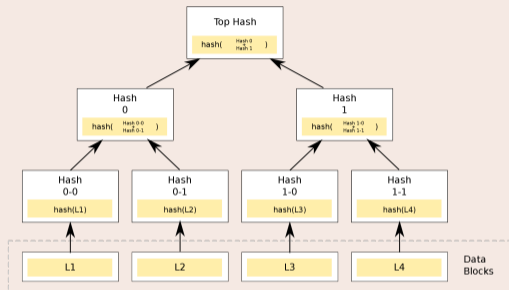 Top Hash
hash( Hash 0 + Hash 1 )
Hash
0
hash( Hash 0-0 + Hash 0-1 )
Hash
1
hash( Hash 1-0 + Hash 1-1 )
Hash
0-0
hash(L1)
Hash
0-1
hash(L2)
Hash
1-0
hash(L3)
Hash
1-1
hash(L4)
L1
L2
L3
L4
Data
Blocks